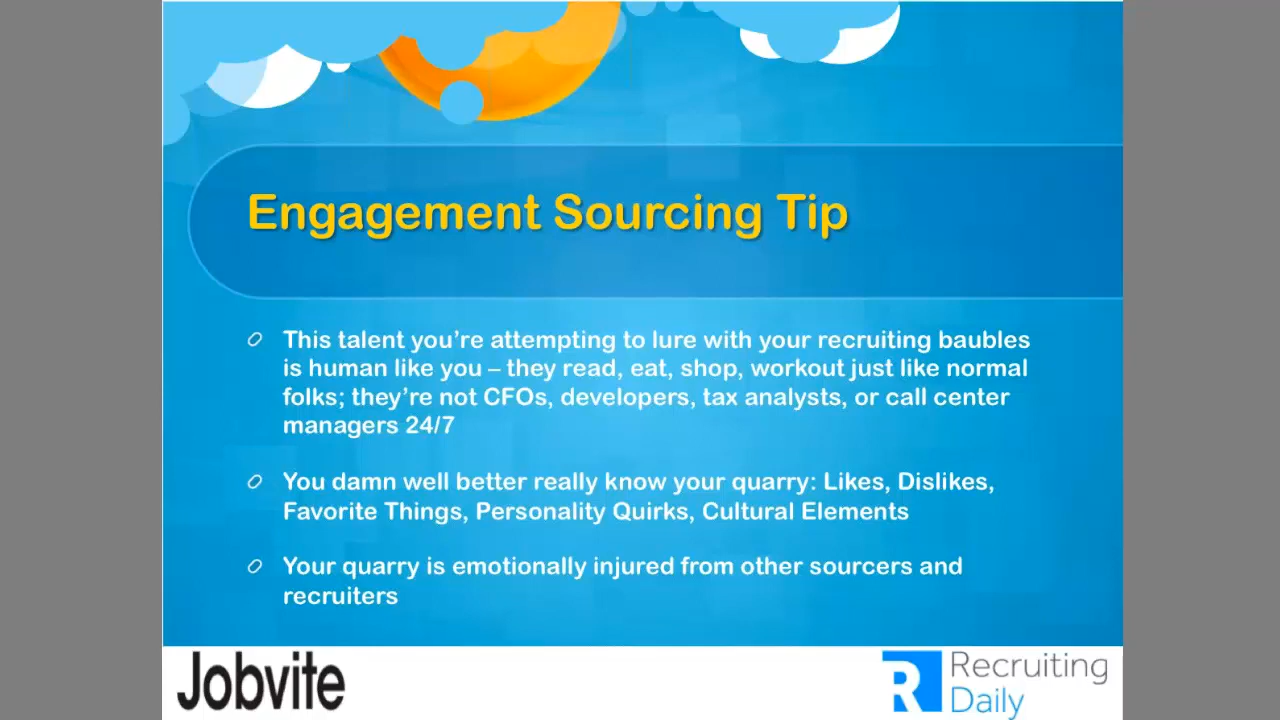 Engagement Sourcing Tip
This talent you’re attempting to lure with your recruiting baubles
is human like you – they read, eat, shop, workout just like normal
folks; they’re not CFOs, developers, tax analysts, or call center
managers 24/7
You damn well better really know your quarry: Likes, Dislikes,
Favorite Things, Personality Quirks, Cultural Elements
Your quarry is emotionally injured from other sourcers and
recruiters
Jobvite
R
Recruiting
Daily